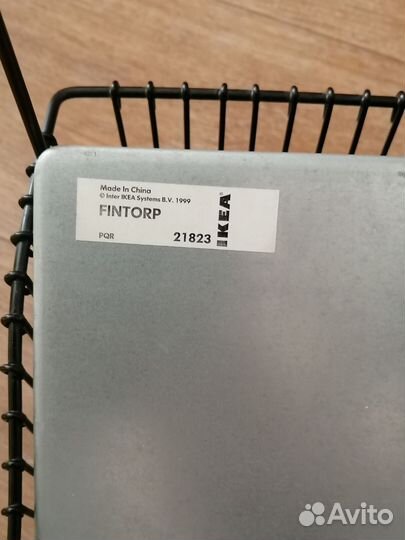 Made In China
© Inter IKEA Systems B.V. 1999
FINTORP
PQR 21823
IKEA®
Avito